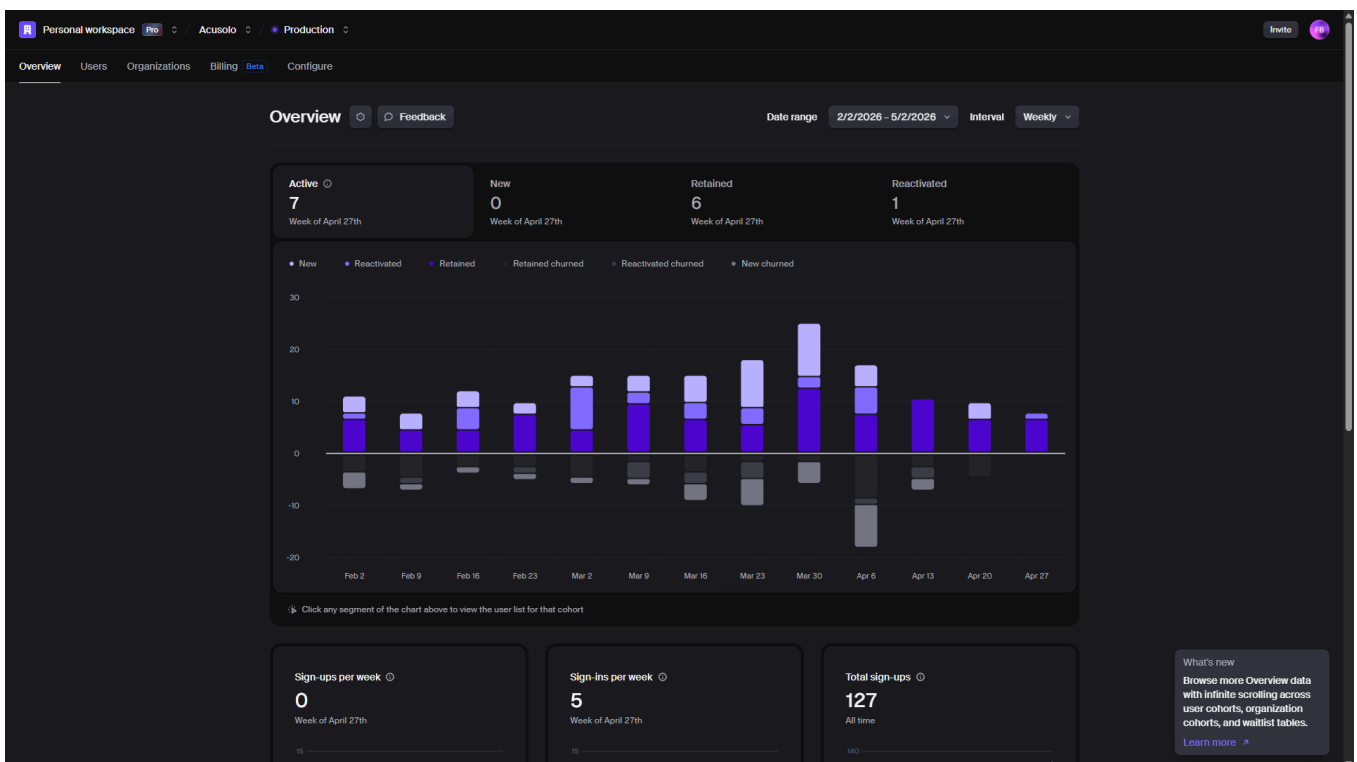 Personal workspace Pro / Acusolo / Production
Invite FB
Overview Users Organizations Billing Beta Configure
Overview Feedback Date range 2/2/2026 – 5/2/2026 Interval Weekly
Active New Retained Reactivated
7 0 6 1
Week of April 27th Week of April 27th Week of April 27th Week of April 27th
New Reactivated Retained Retained churned Reactivated churned New churned
30
20
10
0
-10
-20
Feb 2 Feb 9 Feb 16 Feb 23 Mar 2 Mar 9 Mar 16 Mar 23 Mar 30 Apr 6 Apr 13 Apr 20 Apr 27
Click any segment of the chart above to view the user list for that cohort
Sign-ups per week Sign-ins per week Total sign-ups
0 5 127
Week of April 27th Week of April 27th All time
15 15 140
What's new
Browse more Overview data
with infinite scrolling across
user cohorts, organization
cohorts, and waitlist tables.
Learn more